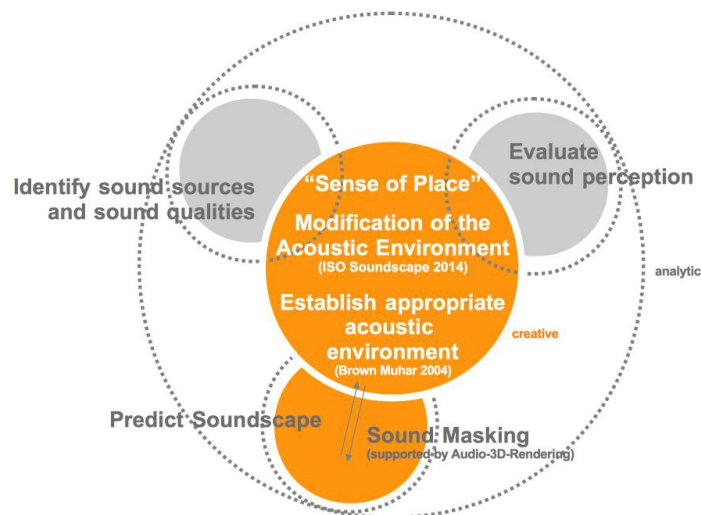 Identify sound sources
and sound qualities
"Sense of Place"
Modification of the
Acoustic Environment
(ISO Soundscape 2014)
Establish appropriate
acoustic
environment
(Brown Muhar 2004)
Evaluate
sound perception
analytic
creative
Predict Soundscape
Sound Masking
(supported by Audio-3D-Rendering)